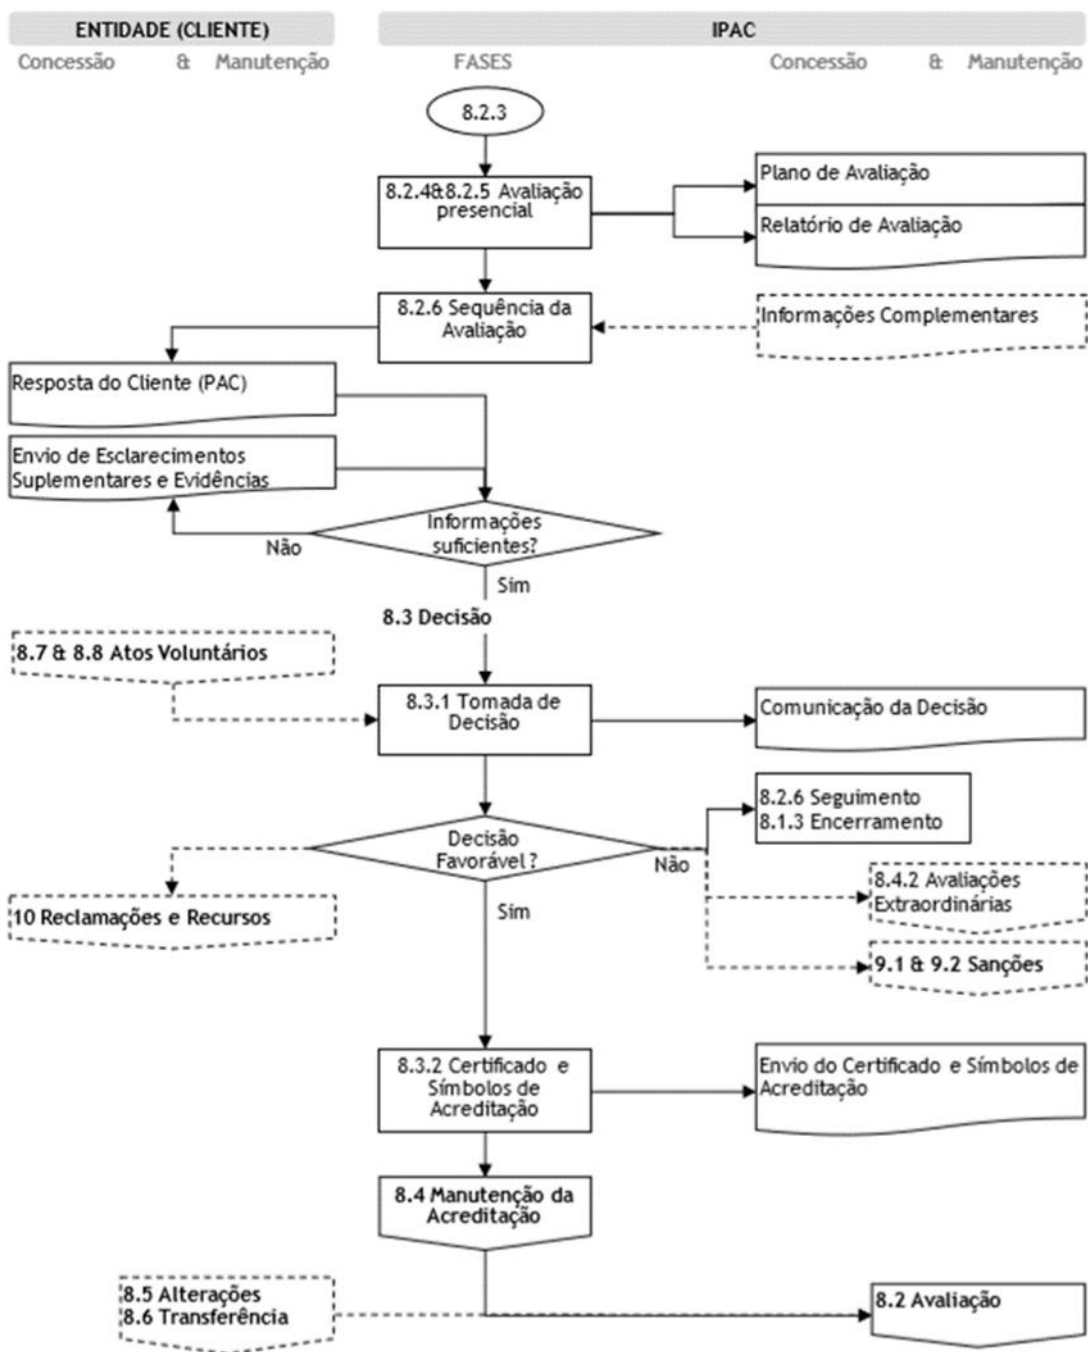 ENTIDADE (CLIENTE)
IPAC
Concessão & Manutenção
FASES
Concessão & Manutenção
8.2.3
8.2.4&8.2.5 Avaliação
presencial
Plano de Avaliação
Relatório de Avaliação
8.2.6 Sequência da
Avaliação
Informações Complementares
Resposta do Cliente (PAC)
Envio de Esclarecimentos
Suplementares e Evidências
Informações
suficientes?
Não
Sim
8.3 Decisão
8.7 & 8.8 Atos Voluntários
8.3.1 Tomada de
Decisão
Comunicação da Decisão
8.2.6 Seguimento
8.1.3 Encerramento
Decisão
Favorável?
Não
8.4.2 Avaliações
Extraordinárias
Sim
10 Reclamações e Recursos
9.1 & 9.2 Sanções
8.3.2 Certificado e
Símbolos de
Acreditação
Envio do Certificado e Símbolos de
Acreditação
8.4 Manutenção da
Acreditação
8.5 Alterações
8.6 Transferência
8.2 Avaliação